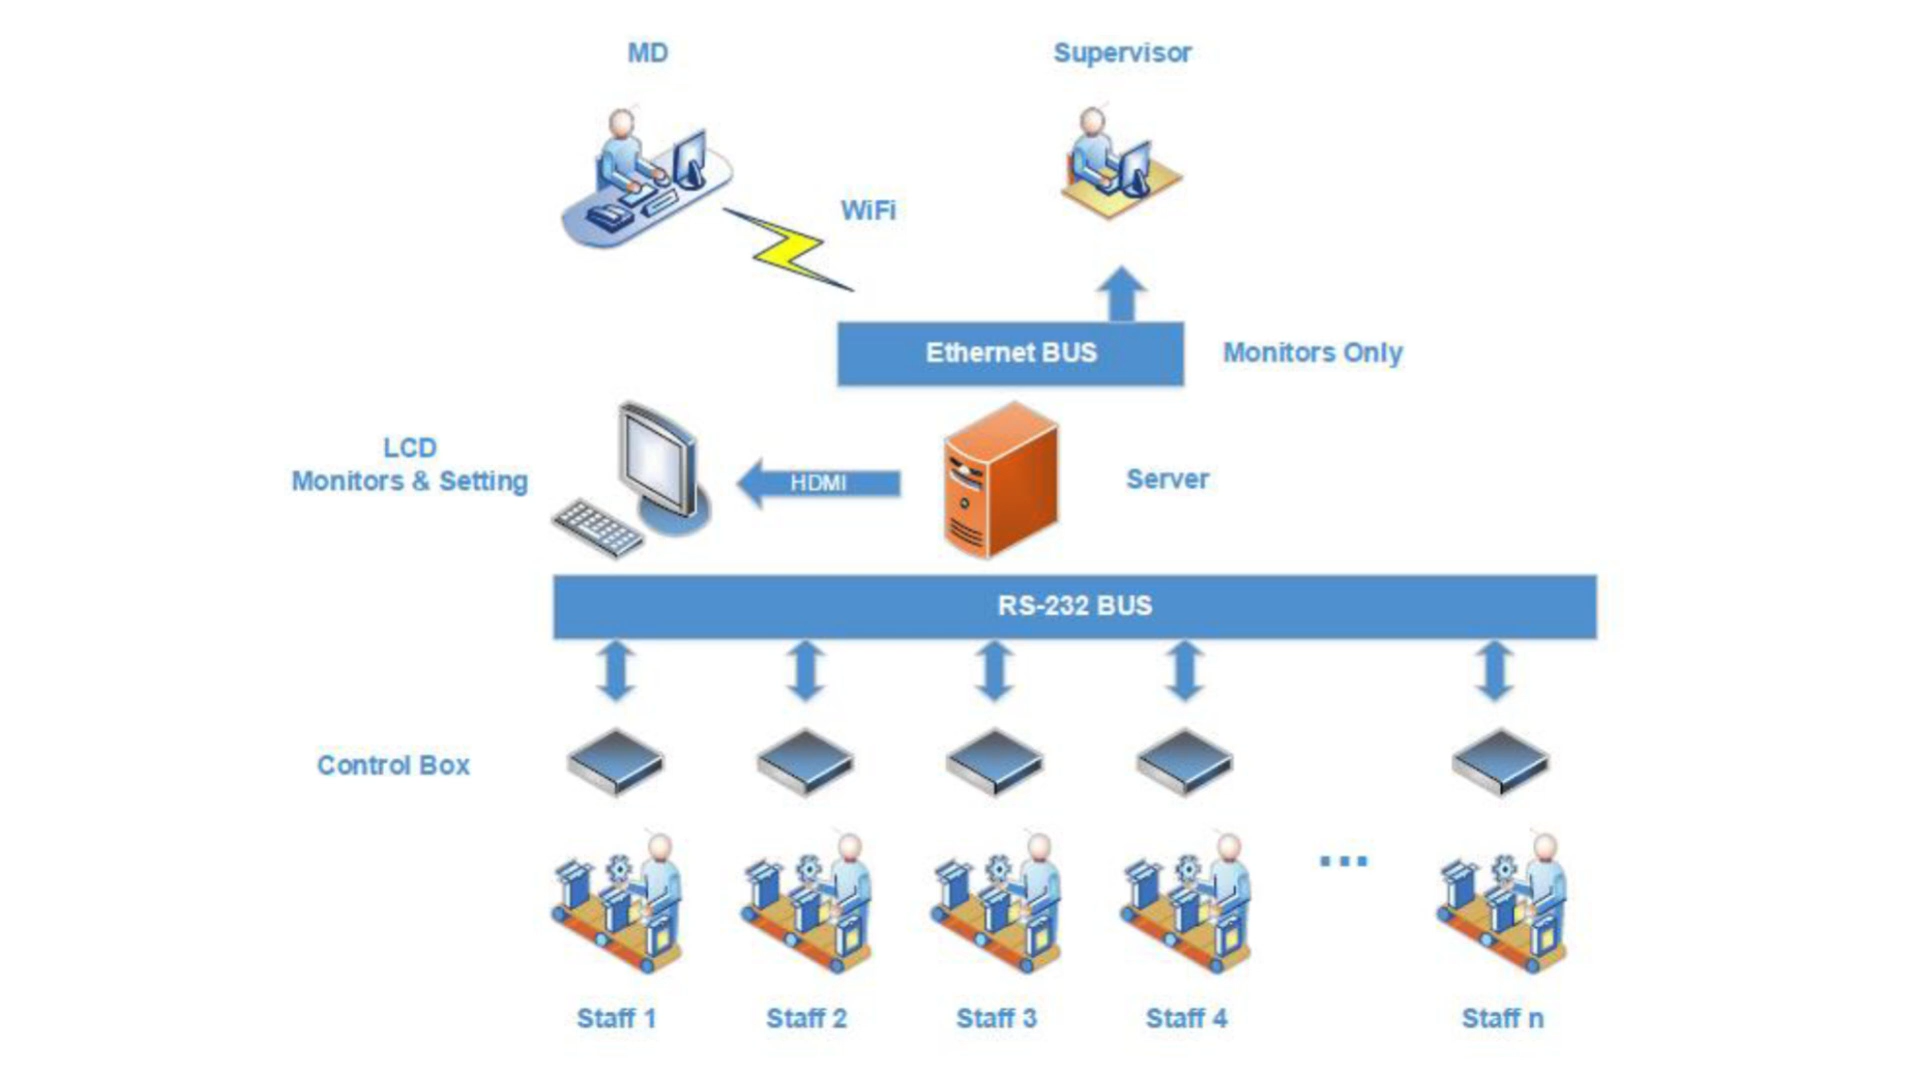 MD
Supervisor
WiFi
Ethernet BUS
Monitors Only
LCD
Monitors & Setting
HDMI
Server
RS-232 BUS
Control Box
...
Staff 1
Staff 2
Staff 3
Staff 4
Staff n